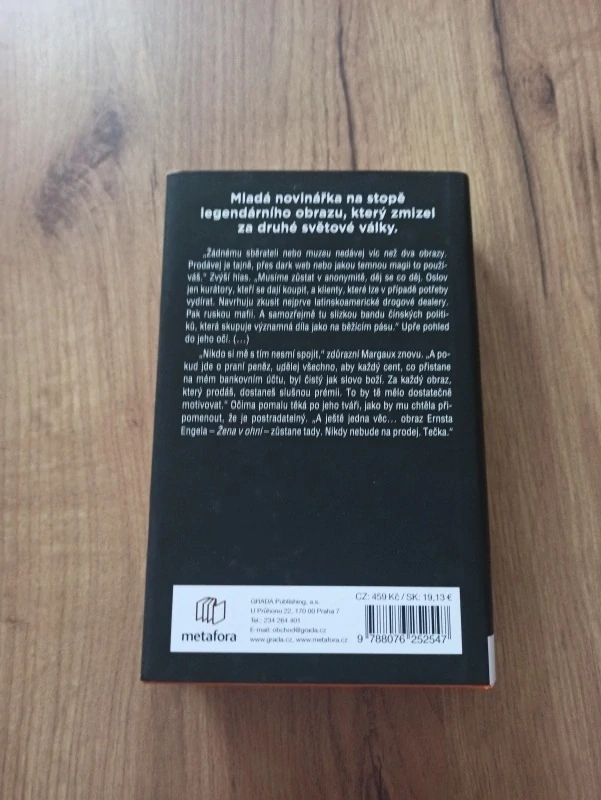 Mladá novinářka na stopě
legendárního obrazu, který zmizel
za druhé světové války.
„Žádnému sběrateli nebo muzeu nedávej víc než dva obrazy.
Prodávej je tajně, přes dark web nebo jakou temnou magii to použí-
váš.“ Zvýší hlas. „Musíme zůstat v anonymitě, děj se co děj. Oslov
jen kurátory, kteří se dají koupit, a klienty, které lze v případě potřeby
vydírat. Navrhuju zkusit nejprve latinskoamerické drogové dealery.
Pak ruskou mafii. A samozřejmě tu slizkou bandu čínských politi-
ků, která skupuje významná díla jako na běžícím pásu.“ Upře pohled
do jeho očí. (...)
„Nikdo si mě s tím nesmí spojit,“ zdůrazní Margaux znovu. „A po-
kud jde o praní peněz, udělej všechno, aby každý cent, co přistane
na mém bankovním účtu, byl čistý jak slovo boží. Za každý obraz,
který prodáš, dostaneš slušnou prémii. To by tě mělo dostatečně
motivovat.“ Očima pomalu těká po jeho tváři, jako by mu chtěla při-
pomenout, že je postradatelný. „A ještě jedna věc... obraz Ernsta
Engela – Žena v ohni – zůstane tady. Nikdy nebude na prodej. Tečka.“
metafora
GRADA Publishing, a.s.
U Průhonu 22, 170 00 Praha 7
Tel.: 234 264 401
E-mail: obchod@grada.cz
www.grada.cz, www.metafora.cz
CZ: 459 Kč / SK: 19,13 €
9 788076 252547